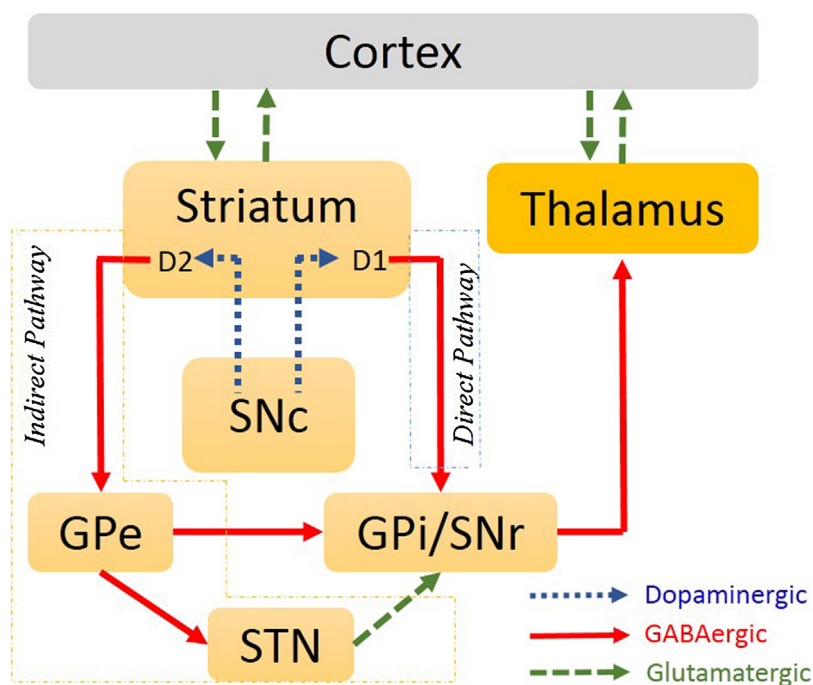 Cortex
Striatum
Thalamus
D2
D1
Indirect Pathway
Direct Pathway
SNc
GPe
GPi/SNr
STN
Dopaminergic
GABAergic
Glutamatergic